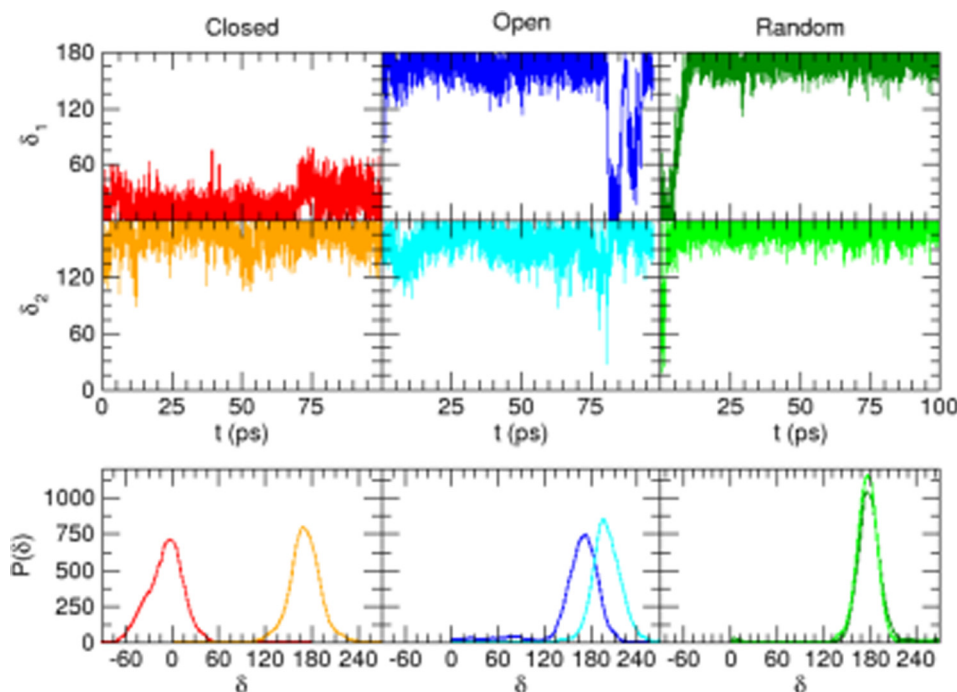 Closed Open Random
180
120
δ1
60
120
δ2
60
0
0 25 50 75 25 50 75 25 50 75 100
t (ps) t (ps) t (ps)
1000
750
P(δ)
500
250
0
-60 0 60 120 180 240 -60 0 60 120 180 240 -60 0 60 120 180 240
δ δ δ